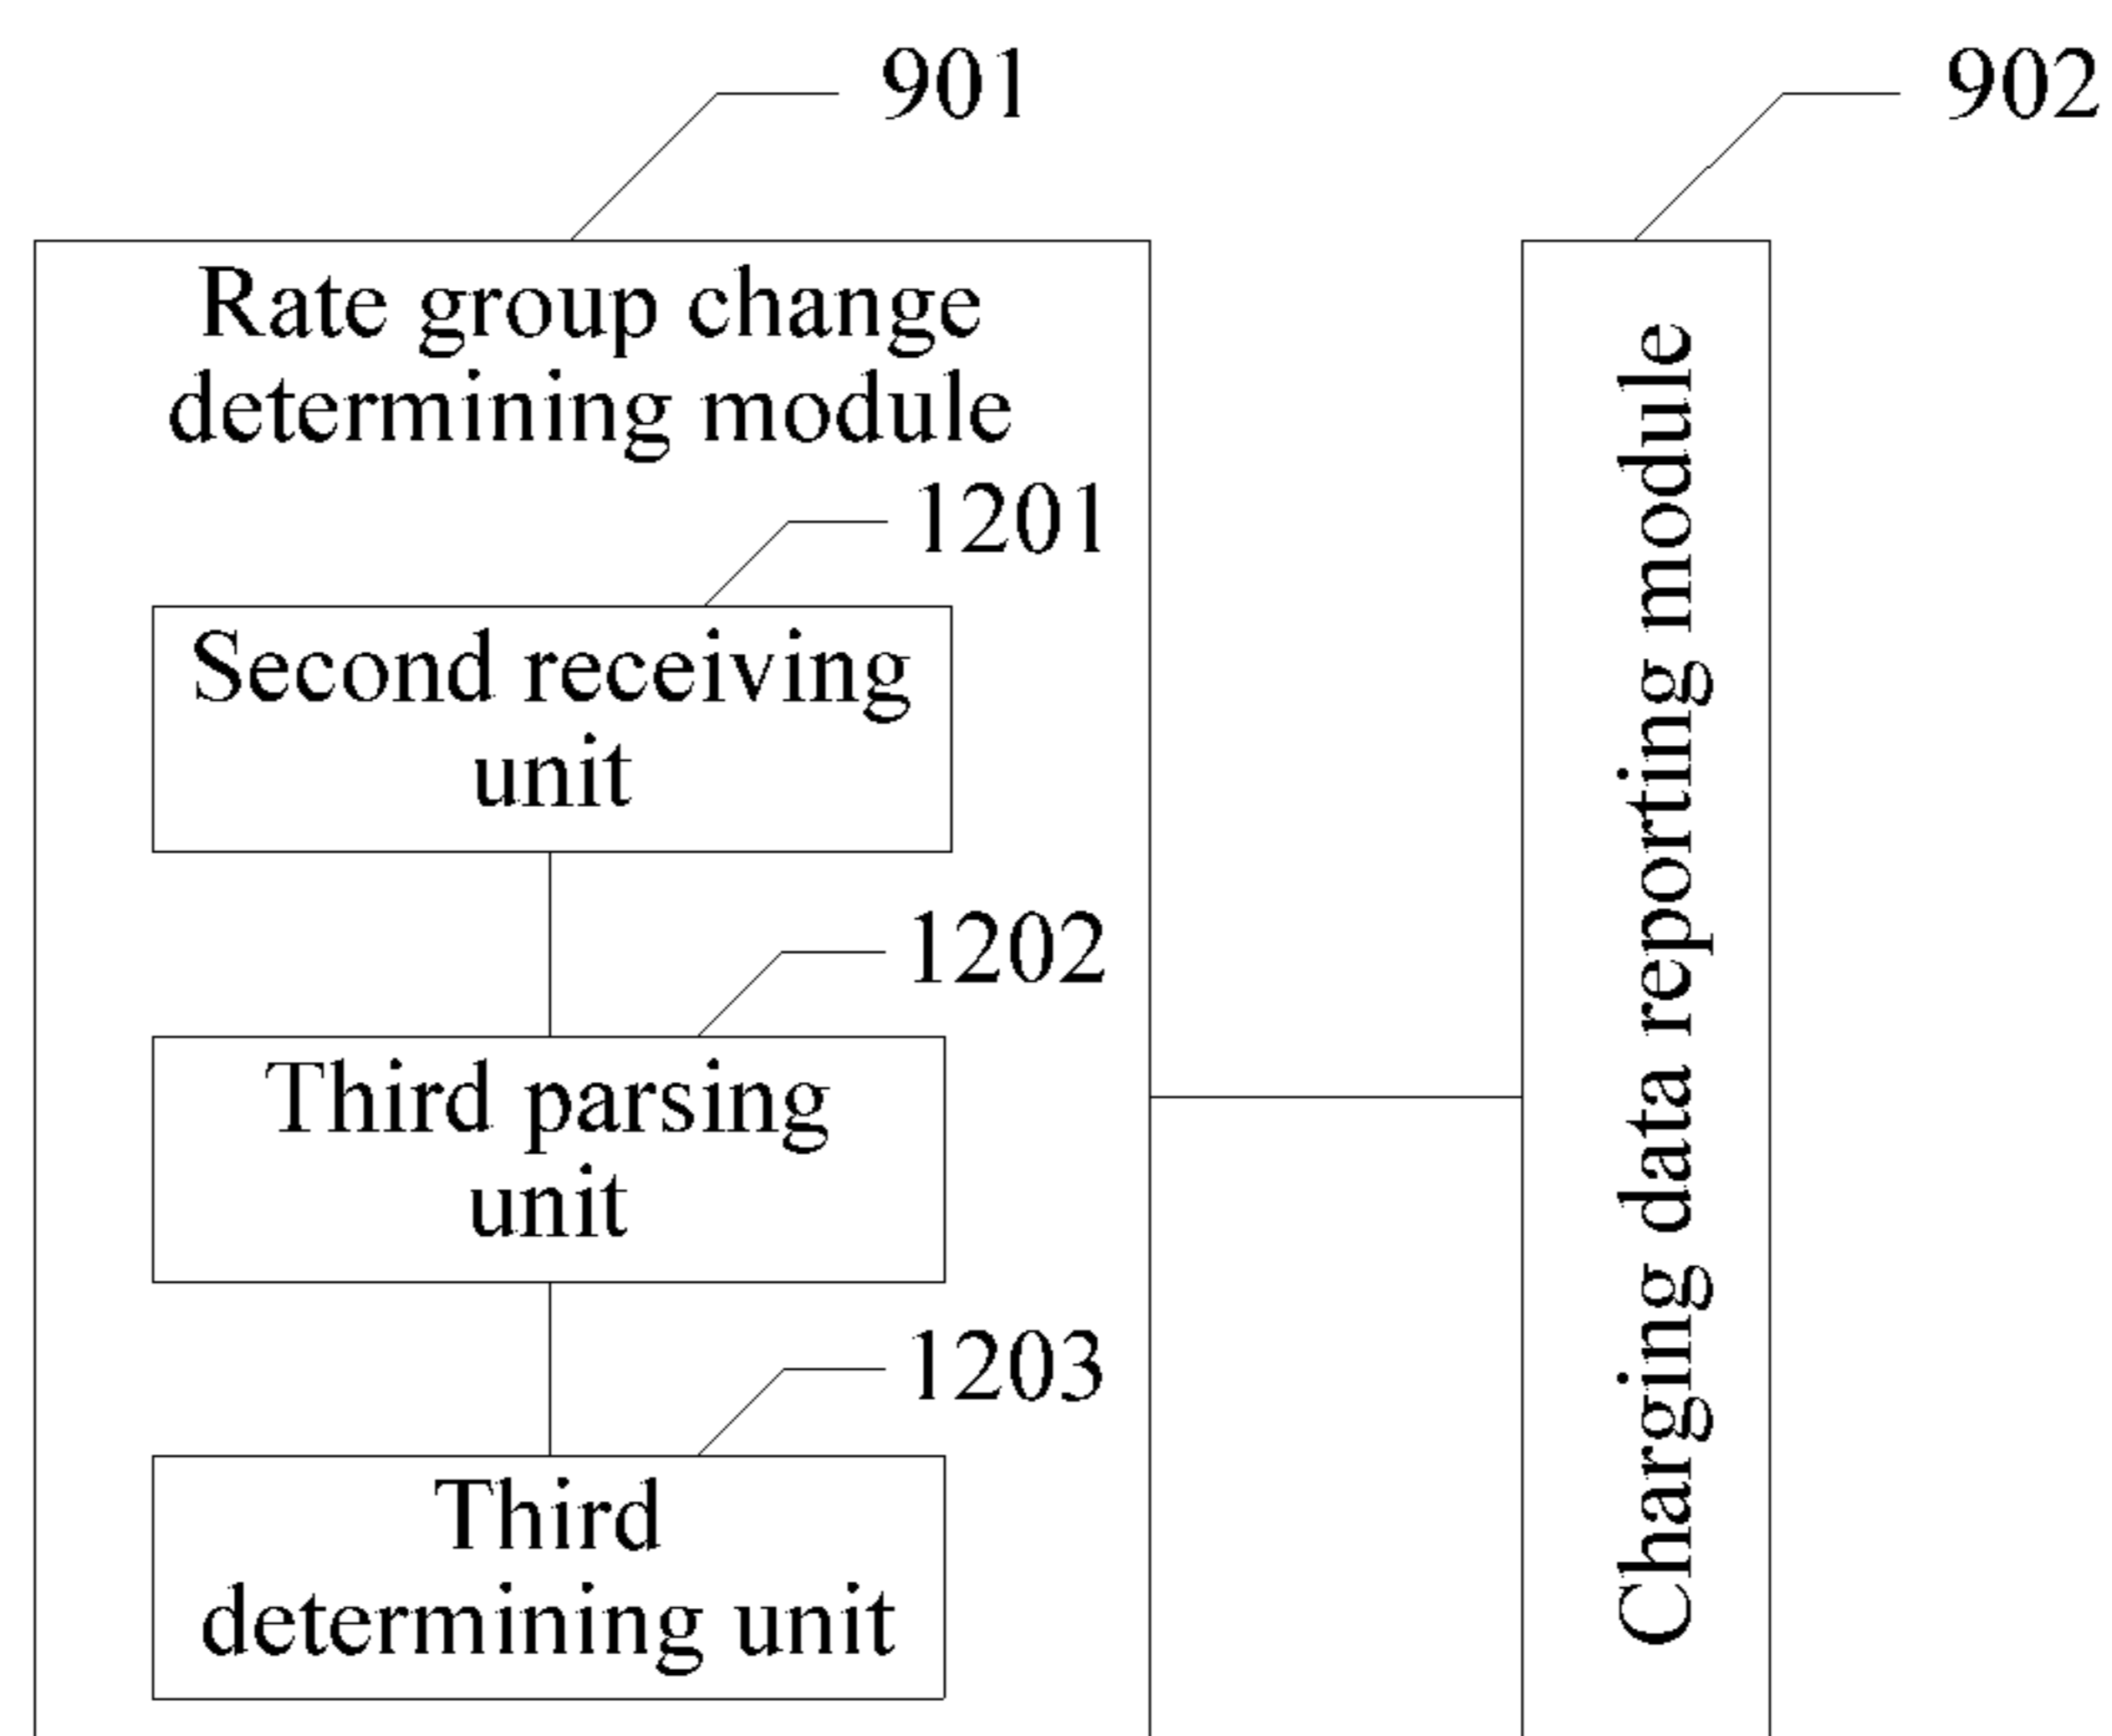 901
902
Rate group change
determining module
1201
Second receiving
unit
1202
Third parsing
unit
1203
Third
determining unit
Charging data reporting module